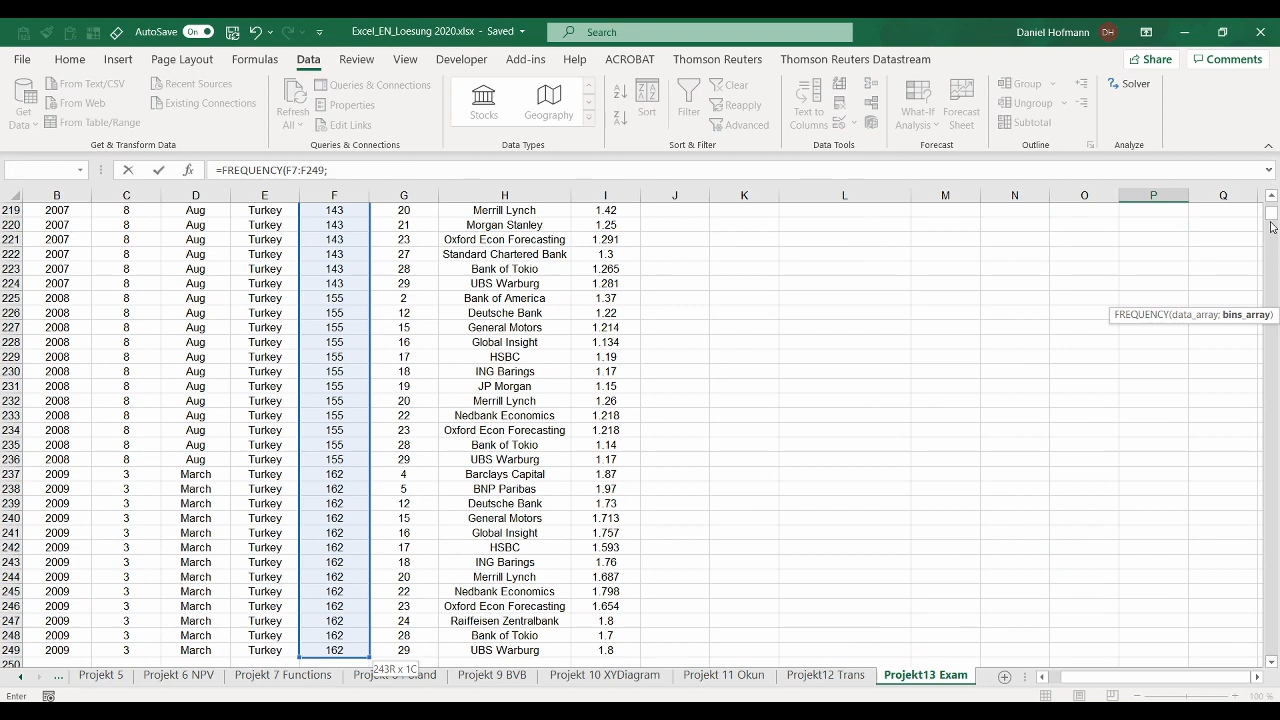 AutoSave On Excel_EN_Loesung 2020.xlsx - Saved Search Daniel Hofmann DH
File Home Insert Page Layout Formulas Data Review View Developer Add-ins Help ACROBAT Thomson Reuters Thomson Reuters Datastream Share Comments
From Text/CSV Recent Sources Queries & Connections Clear Reapply Group Solver
From Web Existing Connections Properties Ungroup
From Table/Range Edit Links Advanced Subtotal
Get Data Refresh All Stocks Geography Sort Filter Text to Columns What-If Analysis Forecast Sheet
Get & Transform Data Queries & Connections Data Types Sort & Filter Data Tools Forecast Outline Analyze
fx =FREQUENCY(F7:F249;
B C D E F G H I J K L M N O P Q
219 2007 8 Aug Turkey 143 20 Merrill Lynch 1.42
220 2007 8 Aug Turkey 143 21 Morgan Stanley 1.25
221 2007 8 Aug Turkey 143 23 Oxford Econ Forecasting 1.291
222 2007 8 Aug Turkey 143 27 Standard Chartered Bank 1.3
223 2007 8 Aug Turkey 143 28 Bank of Tokio 1.265
224 2007 8 Aug Turkey 143 29 UBS Warburg 1.281
225 2008 8 Aug Turkey 155 2 Bank of America 1.37
226 2008 8 Aug Turkey 155 12 Deutsche Bank 1.22
FREQUENCY(data_array; bins_array)
227 2008 8 Aug Turkey 155 15 General Motors 1.214
228 2008 8 Aug Turkey 155 16 Global Insight 1.134
229 2008 8 Aug Turkey 155 17 HSBC 1.19
230 2008 8 Aug Turkey 155 18 ING Barings 1.17
231 2008 8 Aug Turkey 155 19 JP Morgan 1.15
232 2008 8 Aug Turkey 155 20 Merrill Lynch 1.26
233 2008 8 Aug Turkey 155 22 Nedbank Economics 1.218
234 2008 8 Aug Turkey 155 23 Oxford Econ Forecasting 1.218
235 2008 8 Aug Turkey 155 28 Bank of Tokio 1.14
236 2008 8 Aug Turkey 155 29 UBS Warburg 1.17
237 2009 3 March Turkey 162 4 Barclays Capital 1.87
238 2009 3 March Turkey 162 5 BNP Paribas 1.97
239 2009 3 March Turkey 162 12 Deutsche Bank 1.73
240 2009 3 March Turkey 162 15 General Motors 1.713
241 2009 3 March Turkey 162 16 Global Insight 1.757
242 2009 3 March Turkey 162 17 HSBC 1.593
243 2009 3 March Turkey 162 18 ING Barings 1.76
244 2009 3 March Turkey 162 20 Merrill Lynch 1.687
245 2009 3 March Turkey 162 22 Nedbank Economics 1.798
246 2009 3 March Turkey 162 23 Oxford Econ Forecasting 1.654
247 2009 3 March Turkey 162 24 Raiffeisen Zentralbank 1.8
248 2009 3 March Turkey 162 28 Bank of Tokio 1.7
249 2009 3 March Turkey 162 29 UBS Warburg 1.8
250 243R x 1C
... Projekt 5 Projekt 6 NPV Projekt 7 Functions Projekt 9 BVB Projekt 10 XYDiagram Projekt 11 Okun Projekt12 Trans Projekt13 Exam
Enter 100 %